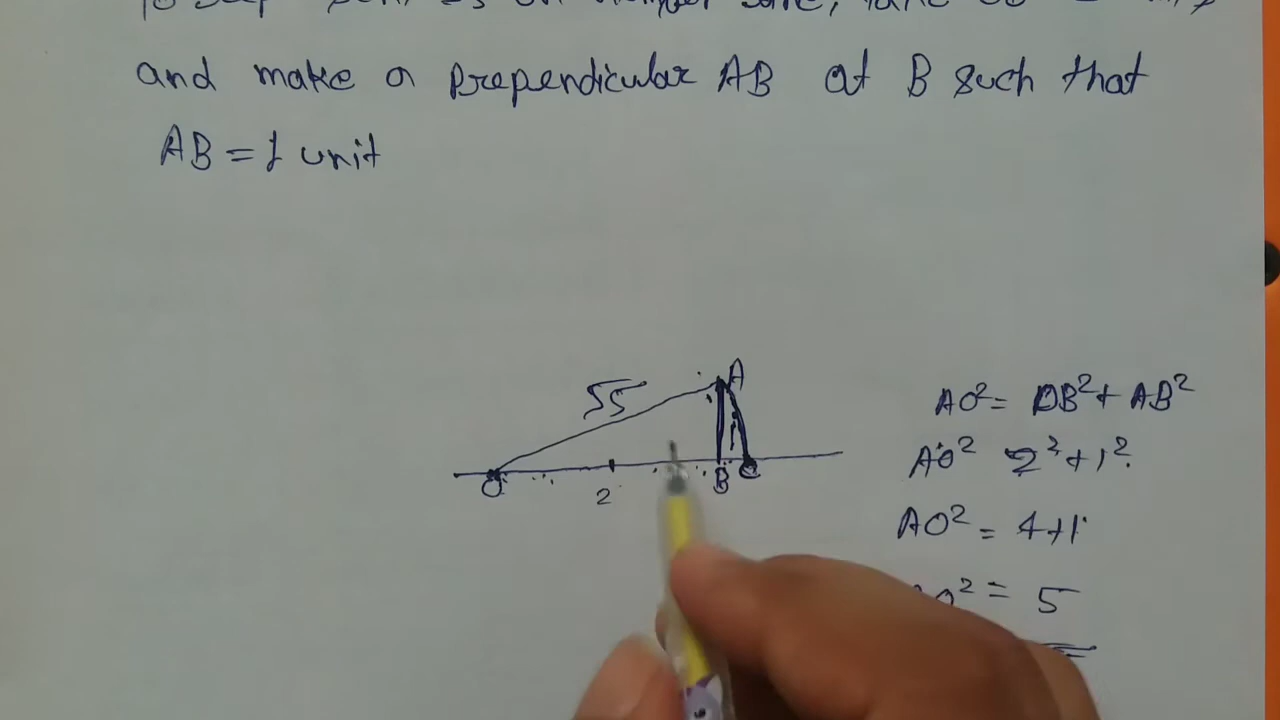 and make a Prependicular AB at B such that
AB = 1 unit
A
√5
O
2
B
C
AO² = OB² + AB²
AO² 2² + 1²
AO² = 4+1
² = 5